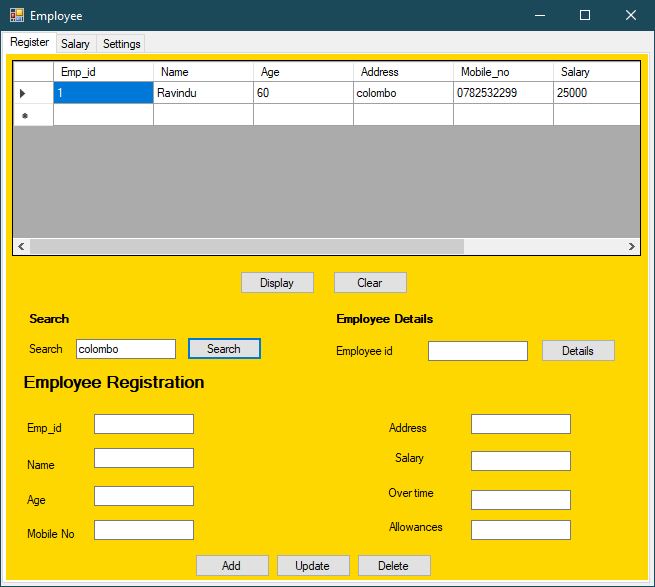 Employee
Register Salary Settings
Emp_id Name Age Address Mobile_no Salary
1 Ravindu 60 colombo 0782532299 25000
Display Clear
Search Employee Details
Search colombo Search Employee id Details
Employee Registration
Emp_id Address
Name Salary
Age Over time
Mobile No Allowances
Add Update Delete